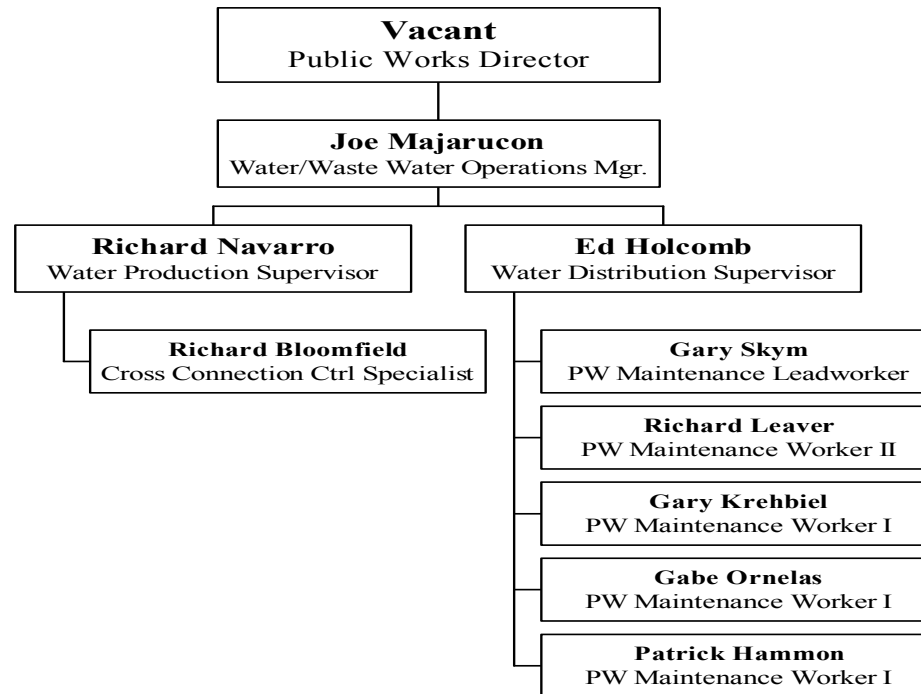 Vacant
Public Works Director
Joe Majarucon
Water/Waste Water Operations Mgr.
Richard Navarro
Water Production Supervisor
Ed Holcomb
Water Distribution Supervisor
Richard Bloomfield
Cross Connection Ctrl Specialist
Gary Skym
PW Maintenance Leadworker
Richard Leaver
PW Maintenance Worker II
Gary Krehbiel
PW Maintenance Worker I
Gabe Ornelas
PW Maintenance Worker I
Patrick Hammon
PW Maintenance Worker I